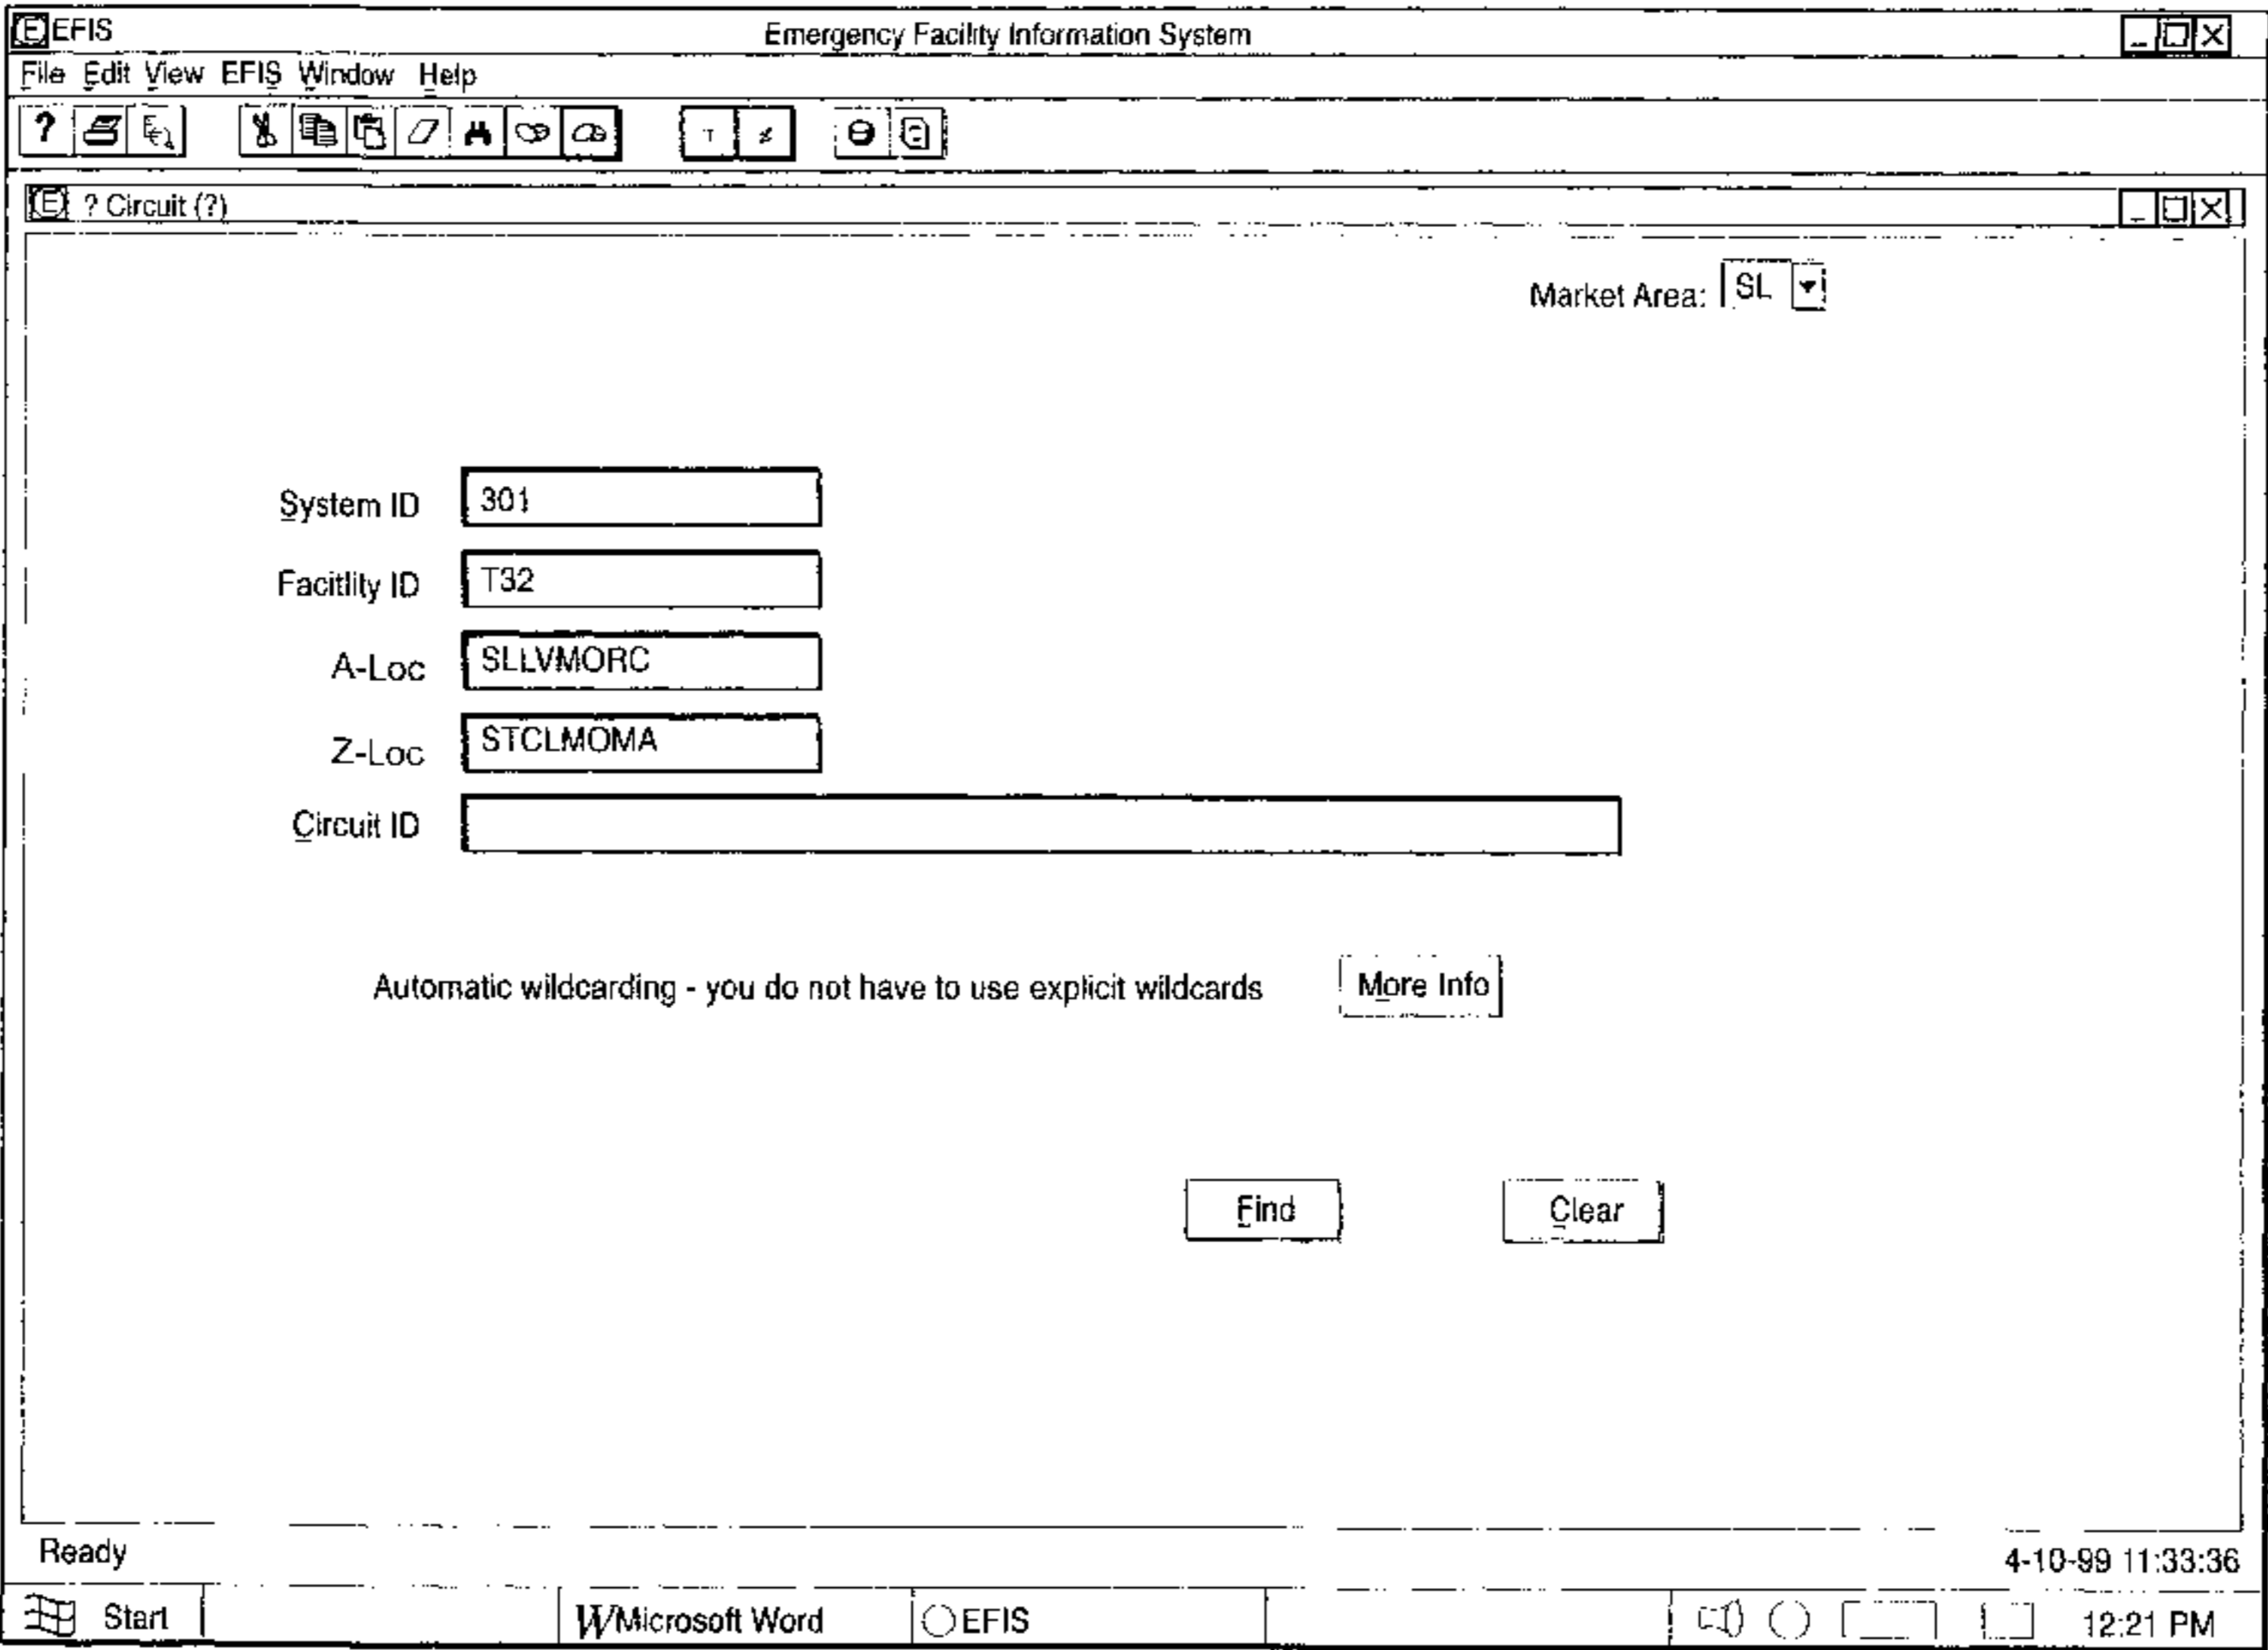 EFIS Emergency Facility Information System
File Edit View EFIS Window Help
? Circuit (?)
Market Area: SL
System ID 301
Facitlity ID T32
A-Loc SLLVMORC
Z-Loc STCLMOMA
Circuit ID
Automatic wildcarding - you do not have to use explicit wildcards More Info
Find Clear
Ready 4-10-99 11:33:36
Start Microsoft Word EFIS 12:21 PM